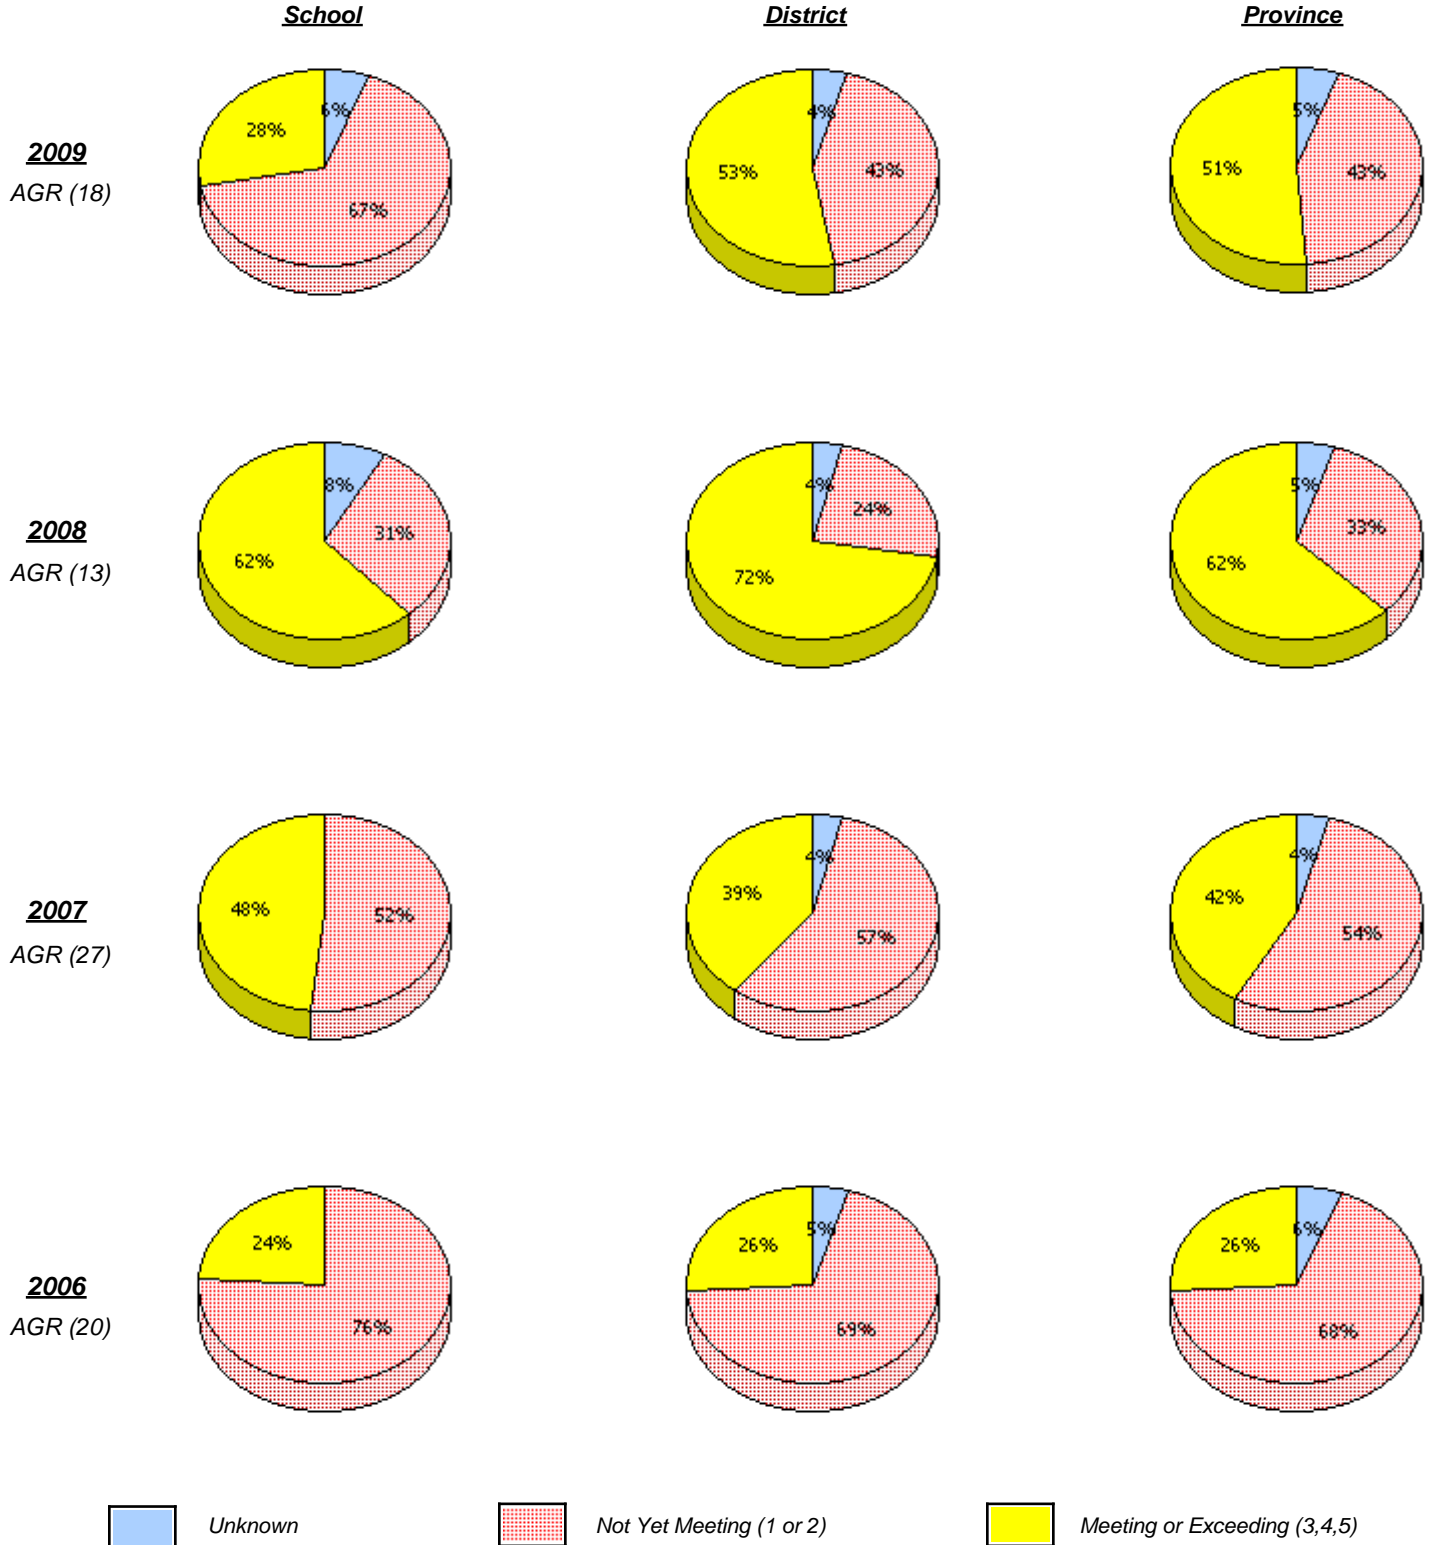 School District Province
6% 4% 5%
28% 53% 43% 51% 43%
2009
AGR (18)
67%
8% 4% 5%
31% 24% 33%
2008
AGR (13)
62% 72% 62%
4% 4%
48% 52% 39% 57% 42% 54%
2007
AGR (27)
24% 26% 5% 26% 6%
2006
AGR (20)
76% 69% 68%
Unknown Not Yet Meeting (1 or 2) Meeting or Exceeding (3,4,5)